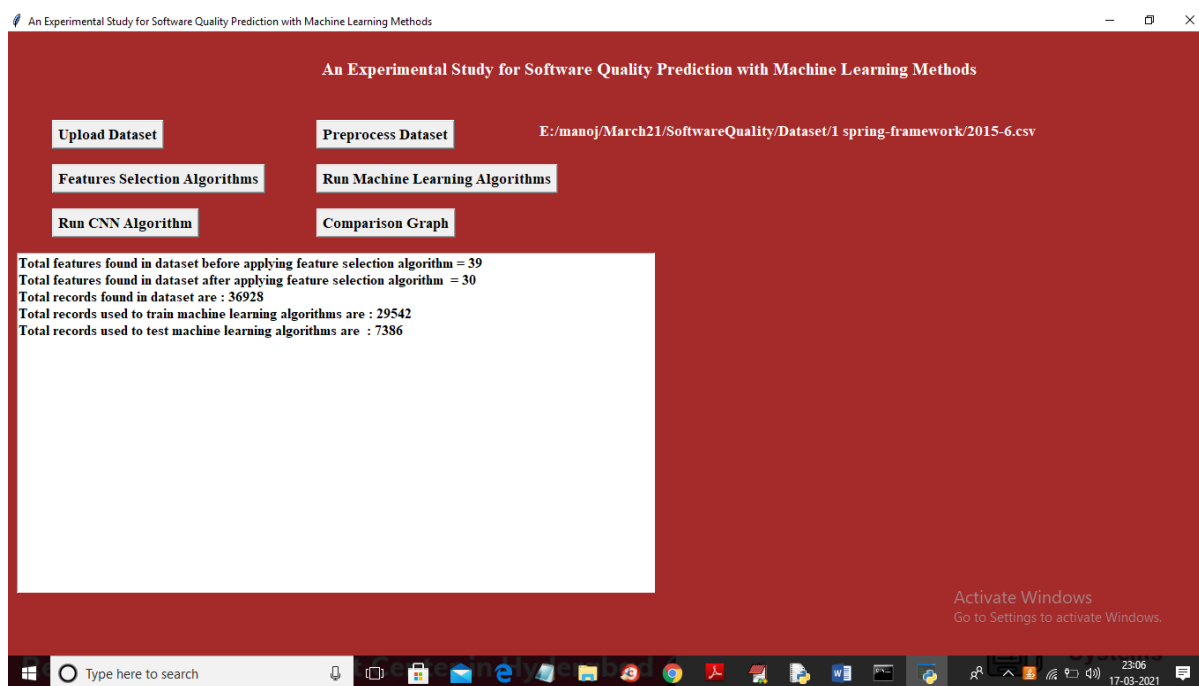 An Experimental Study for Software Quality Prediction with Machine Learning Methods
An Experimental Study for Software Quality Prediction with Machine Learning Methods
Upload Dataset
Preprocess Dataset
E:/manoj/March21/SoftwareQuality/Dataset/1 spring-framework/2015-6.csv
Features Selection Algorithms
Run Machine Learning Algorithms
Run CNN Algorithm
Comparison Graph
Total features found in dataset before applying feature selection algorithm = 39
Total features found in dataset after applying feature selection algorithm = 30
Total records found in dataset are : 36928
Total records used to train machine learning algorithms are : 29542
Total records used to test machine learning algorithms are : 7386
Activate Windows
Go to Settings to activate Windows.
Type here to search
23:06
17-03-2021